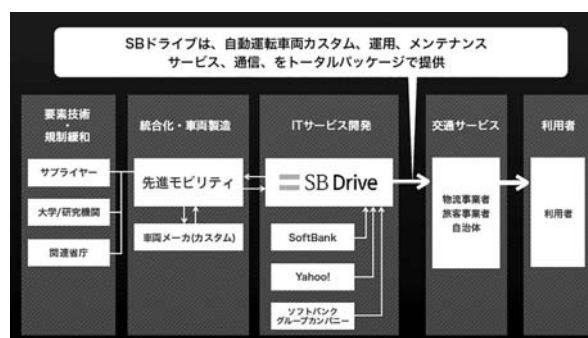 SBドライブは、自動運転車両カスタム、運用、メンテナンス
サービス、通信、をトータルパッケージで提供
要素技術
・
規制緩和
サプライヤー
大学/研究機関
関連省庁
統合化・車両製造
先進モビリティ
車両メーカ(カスタム)
ITサービス開発
SB Drive
SoftBank
Yahoo!
ソフトバンク
グループカンパニー
交通サービス
物流事業者
旅客事業者
自治体
利用者
利用者